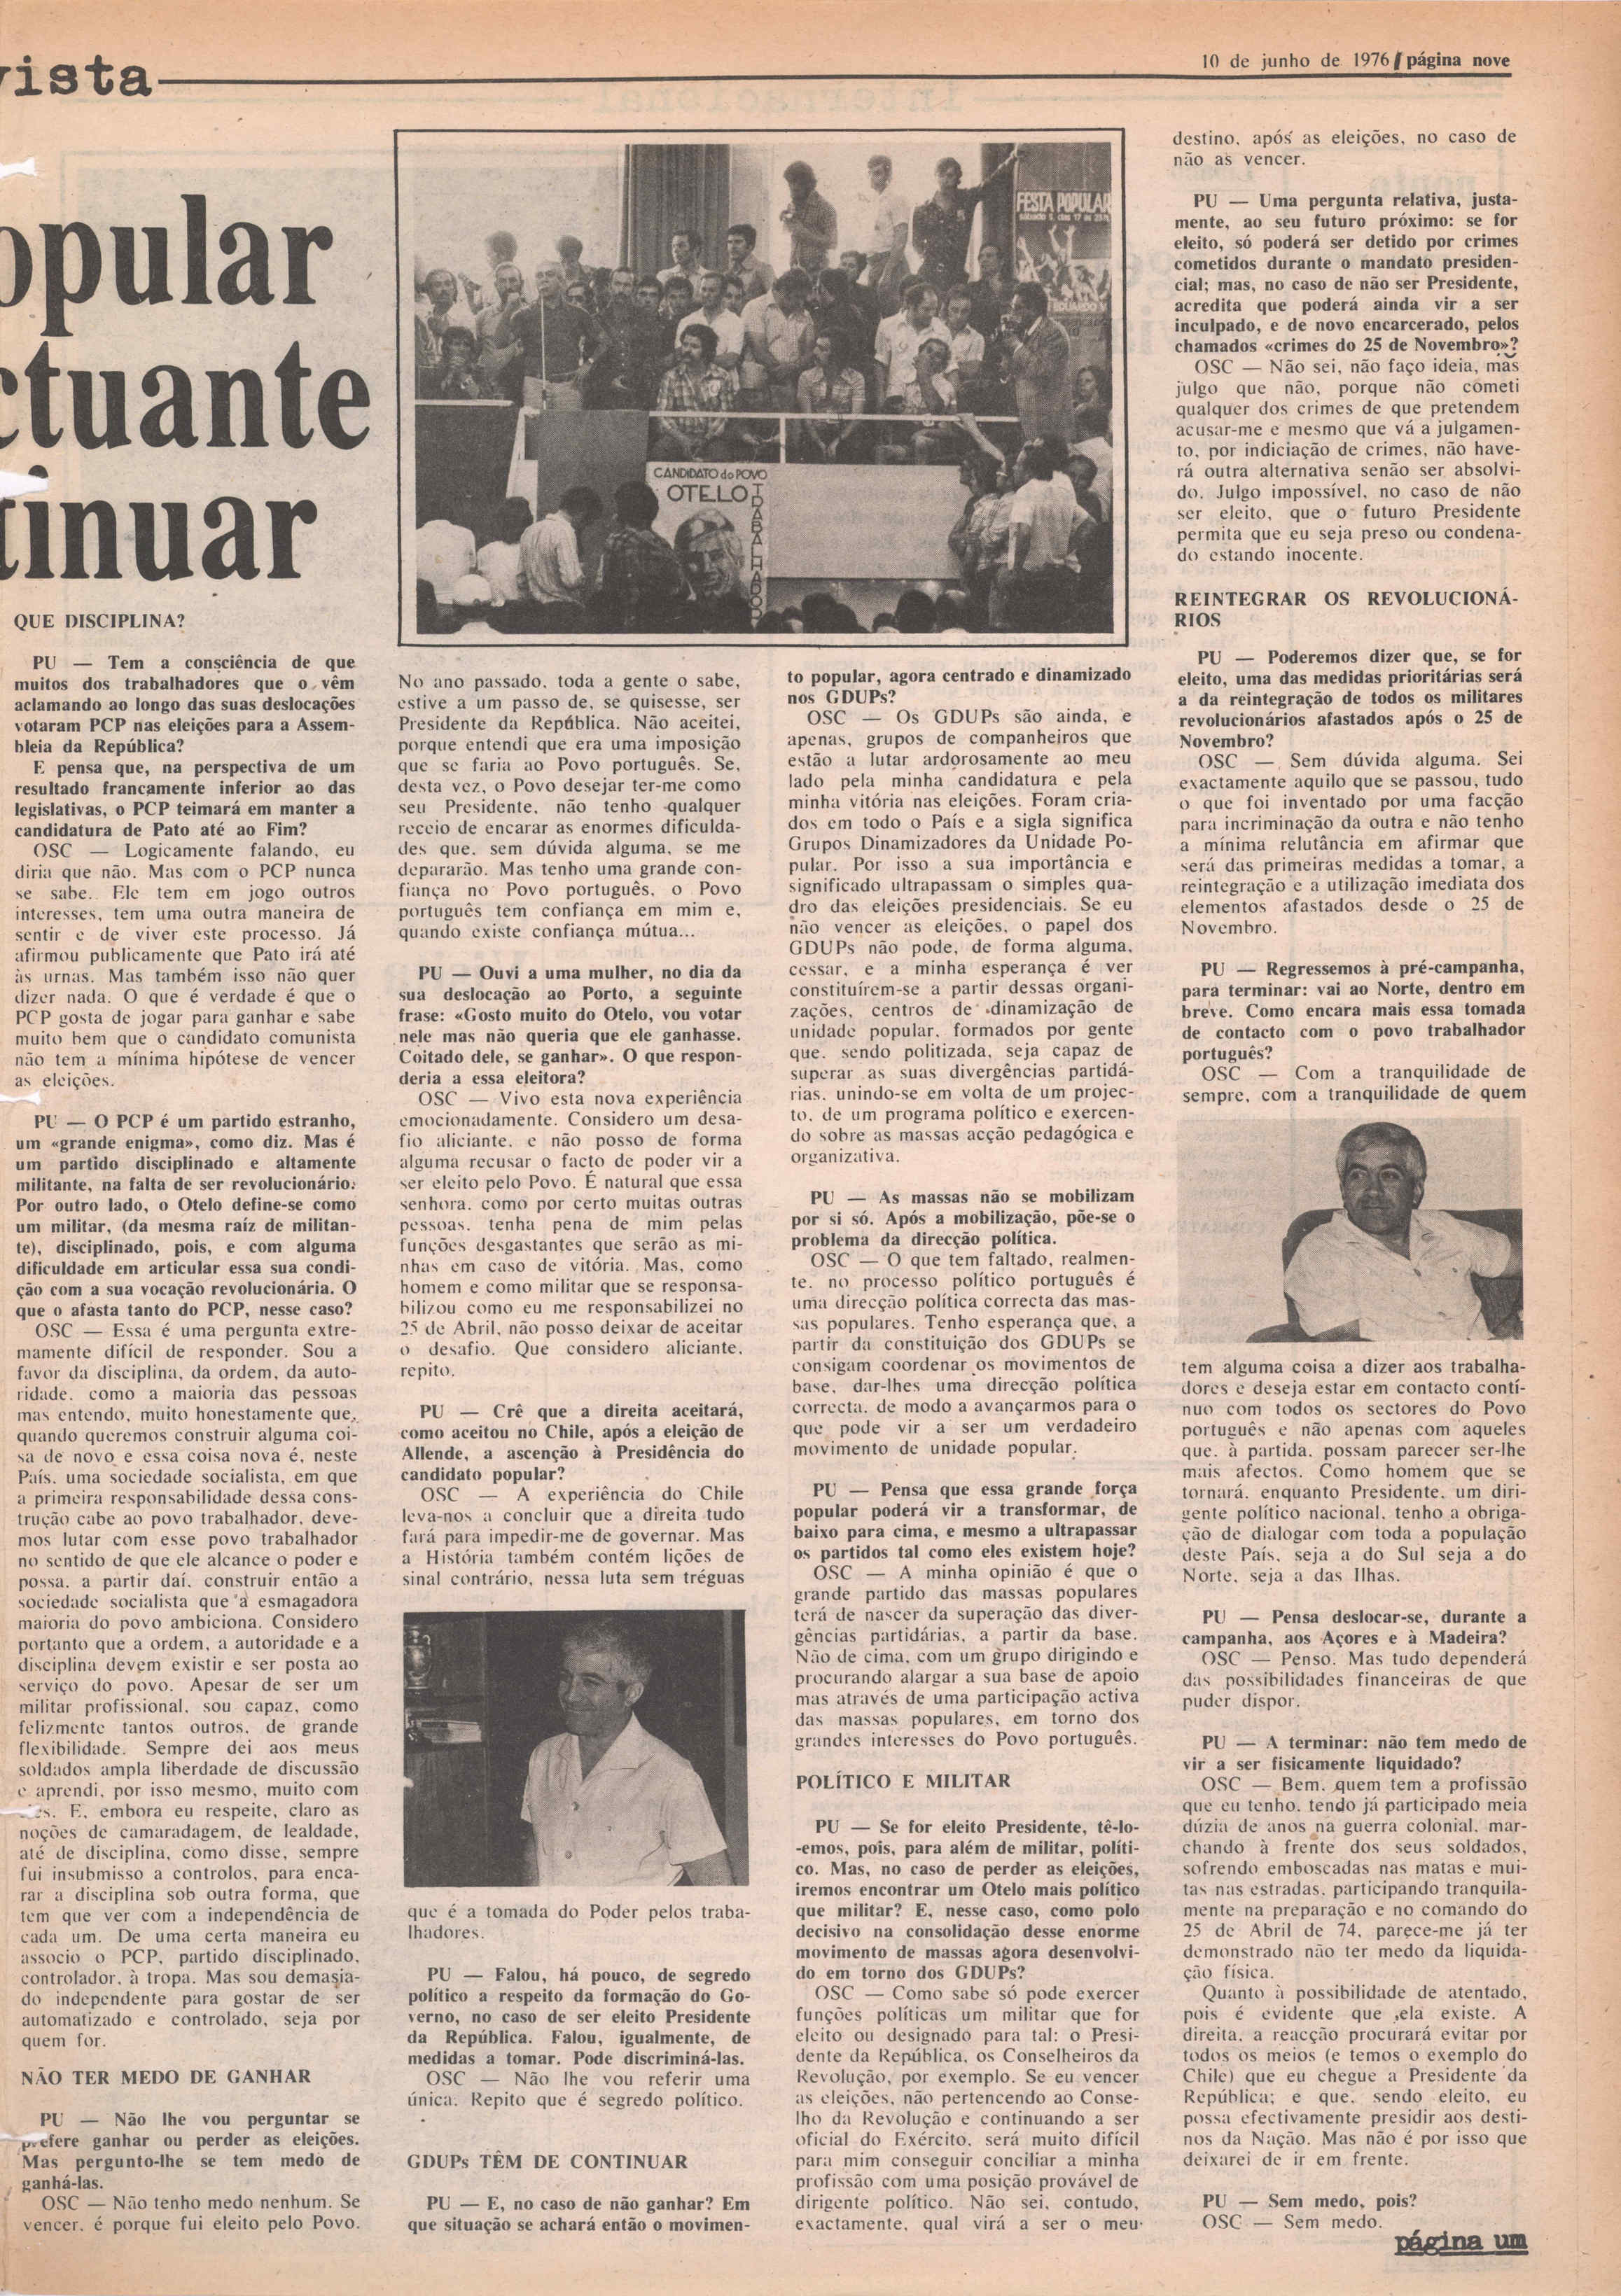 vista
10 de junho de 1976 / página nove
opular
ctuante
tinuar
QUE DISCIPLINA?
PU — Tem a consciência de que
muitos dos trabalhadores que o vêm
aclamando ao longo das suas deslocações
votaram PCP nas eleições para a Assem-
bleia da República?
E pensa que, na perspectiva de um
resultado francamente inferior ao das
legislativas, o PCP teimará em manter a
candidatura de Pato até ao Fim?
OSC — Logicamente falando, eu
diria que não. Mas com o PCP nunca
se sabe. Ele tem em jogo outros
interesses, tem uma outra maneira de
sentir e de viver este processo. Já
afirmou publicamente que Pato irá até
às urnas. Mas também isso não quer
dizer nada. O que é verdade é que o
PCP gosta de jogar para ganhar e sabe
muito bem que o candidato comunista
não tem a mínima hipótese de vencer
as eleições.
PU — O PCP é um partido estranho,
um «grande enigma», como diz. Mas é
um partido disciplinado e altamente
militante, na falta de ser revolucionário.
Por outro lado, o Otelo define-se como
um militar, (da mesma raíz de militan-
te), disciplinado, pois, e com alguma
dificuldade em articular essa sua condi-
ção com a sua vocação revolucionária. O
que o afasta tanto do PCP, nesse caso?
OSC — Essa é uma pergunta extre-
mamente difícil de responder. Sou a
favor da disciplina, da ordem, da auto-
ridade, como a maioria das pessoas
mas entendo, muito honestamente que,
quando queremos construir alguma coi-
sa de novo e essa coisa nova é, neste
País, uma sociedade socialista, em que
a primeira responsabilidade dessa cons-
trução cabe ao povo trabalhador, deve-
mos lutar com esse povo trabalhador
no sentido de que ele alcance o poder e
possa, a partir daí, construir então a
sociedade socialista que a esmagadora
maioria do povo ambiciona. Considero
portanto que a ordem, a autoridade e a
disciplina devem existir e ser posta ao
serviço do povo. Apesar de ser um
militar profissional, sou capaz, como
felizmente tantos outros, de grande
flexibilidade. Sempre dei aos meus
soldados ampla liberdade de discussão
e aprendi, por isso mesmo, muito com
E, embora eu respeite, claro as
noções de camaradagem, de lealdade,
até de disciplina, como disse, sempre
fui insubmisso a controlos, para enca-
rar a disciplina sob outra forma, que
tem que ver com a independência de
cada um. De uma certa maneira eu
associo o PCP, partido disciplinado,
controlador, à tropa. Mas sou demasia-
do independente para gostar de ser
automatizado e controlado, seja por
quem for.
NÃO TER MEDO DE GANHAR
PU — Não lhe vou perguntar se
prefere ganhar ou perder as eleições.
Mas pergunto-lhe se tem medo de
ganhá-las.
OSC — Não tenho medo nenhum. Se
vencer, é porque fui eleito pelo Povo.
FESTA POPULAR
sábado 5, das 17 às 23h
CANDIDATO do POVO
OTELO
TRABALHADOR
No ano passado, toda a gente o sabe,
estive a um passo de, se quisesse, ser
Presidente da República. Não aceitei,
porque entendi que era uma imposição
que se faria ao Povo português. Se,
desta vez, o Povo desejar ter-me como
seu Presidente, não tenho qualquer
receio de encarar as enormes dificulda-
des que, sem dúvida alguma, se me
depararão. Mas tenho uma grande con-
fiança no Povo português, o Povo
português tem confiança em mim e,
quando existe confiança mútua...
PU — Ouvi a uma mulher, no dia da
sua deslocação ao Porto, a seguinte
frase: «Gosto muito do Otelo, vou votar
nele mas não queria que ele ganhasse.
Coitado dele, se ganhar». O que respon-
deria a essa eleitora?
OSC — Vivo esta nova experiência
emocionadamente. Considero um desa-
fio aliciante, e não posso de forma
alguma recusar o facto de poder vir a
ser eleito pelo Povo. É natural que essa
senhora, como por certo muitas outras
pessoas, tenha pena de mim pelas
funções desgastantes que serão as mi-
nhas em caso de vitória. Mas, como
homem e como militar que se responsa-
bilizou como eu me responsabilizei no
25 de Abril, não posso deixar de aceitar
o desafio. Que considero aliciante,
repito.
PU — Crê que a direita aceitará,
como aceitou no Chile, após a eleição de
Allende, a ascenção à Presidência do
candidato popular?
OSC — A experiência do Chile
leva-nos a concluir que a direita tudo
fará para impedir-me de governar. Mas
a História também contém lições de
sinal contrário, nessa luta sem tréguas
que é a tomada do Poder pelos traba-
lhadores.
PU — Falou, há pouco, de segredo
político a respeito da formação do Go-
verno, no caso de ser eleito Presidente
da República. Falou, igualmente, de
medidas a tomar. Pode discriminá-las.
OSC — Não lhe vou referir uma
única. Repito que é segredo político.
GDUPs TÊM DE CONTINUAR
PU — E, no caso de não ganhar? Em
que situação se achará então o movimen-
to popular, agora centrado e dinamizado
nos GDUPs?
OSC — Os GDUPs são ainda, e
apenas, grupos de companheiros que
estão a lutar ardorosamente ao meu
lado pela minha candidatura e pela
minha vitória nas eleições. Foram cria-
dos em todo o País e a sigla significa
Grupos Dinamizadores da Unidade Po-
pular. Por isso a sua importância e
significado ultrapassam o simples qua-
dro das eleições presidenciais. Se eu
não vencer as eleições, o papel dos
GDUPs não pode, de forma alguma,
cessar, e a minha esperança é ver
constituírem-se a partir dessas organi-
zações, centros de dinamização de
unidade popular, formados por gente
que, sendo politizada, seja capaz de
superar as suas divergências partidá-
rias, unindo-se em volta de um projec-
to, de um programa político e exercen-
do sobre as massas acção pedagógica e
organizativa.
PU — As massas não se mobilizam
por si só. Após a mobilização, põe-se o
problema da direcção política.
OSC — O que tem faltado, realmen-
te, no processo político português é
uma direcção política correcta das mas-
sas populares. Tenho esperança que, a
partir da constituição dos GDUPs se
consigam coordenar os movimentos de
base, dar-lhes uma direcção política
correcta, de modo a avançarmos para o
que pode vir a ser um verdadeiro
movimento de unidade popular.
PU — Pensa que essa grande força
popular poderá vir a transformar, de
baixo para cima, e mesmo a ultrapassar
os partidos tal como eles existem hoje?
OSC — A minha opinião é que o
grande partido das massas populares
terá de nascer da superação das diver-
gências partidárias, a partir da base.
Não de cima, com um grupo dirigindo e
procurando alargar a sua base de apoio
mas através de uma participação activa
das massas populares, em torno dos
grandes interesses do Povo português.
POLÍTICO E MILITAR
PU — Se for eleito Presidente, tê-lo-
-emos, pois, para além de militar, políti-
co. Mas, no caso de perder as eleições,
iremos encontrar um Otelo mais político
que militar? E, nesse caso, como polo
decisivo na consolidação desse enorme
movimento de massas agora desenvolvi-
do em torno dos GDUPs?
OSC — Como sabe só pode exercer
funções políticas um militar que for
eleito ou designado para tal: o Presi-
dente da República, os Conselheiros da
Revolução, por exemplo. Se eu vencer
as eleições, não pertencendo ao Conse-
lho da Revolução e continuando a ser
oficial do Exército, será muito difícil
para mim conseguir conciliar a minha
profissão com uma posição provável de
dirigente político. Não sei, contudo,
exactamente, qual virá a ser o meu
destino, após as eleições, no caso de
não as vencer.
PU — Uma pergunta relativa, justa-
mente, ao seu futuro próximo: se for
eleito, só poderá ser detido por crimes
cometidos durante o mandato presiden-
cial; mas, no caso de não ser Presidente,
acredita que poderá ainda vir a ser
inculpado, e de novo encarcerado, pelos
chamados «crimes do 25 de Novembro»?
OSC — Não sei, não faço ideia, mas
julgo que não, porque não cometi
qualquer dos crimes de que pretendem
acusar-me e mesmo que vá a julgamen-
to, por indiciação de crimes, não have-
rá outra alternativa senão ser absolvi-
do. Julgo impossível, no caso de não
ser eleito, que o futuro Presidente
permita que eu seja preso ou condena-
do estando inocente.
REINTEGRAR OS REVOLUCIONÁ-
RIOS
PU — Poderemos dizer que, se for
eleito, uma das medidas prioritárias será
a da reintegração de todos os militares
revolucionários afastados após o 25 de
Novembro?
OSC — Sem dúvida alguma. Sei
exactamente aquilo que se passou, tudo
o que foi inventado por uma facção
para incriminação da outra e não tenho
a mínima relutância em afirmar que
será das primeiras medidas a tomar, a
reintegração e a utilização imediata dos
elementos afastados desde o 25 de
Novembro.
PU — Regressemos à pré-campanha,
para terminar: vai ao Norte, dentro em
breve. Como encara mais essa tomada
de contacto com o povo trabalhador
português?
OSC — Com a tranquilidade de
sempre, com a tranquilidade de quem
tem alguma coisa a dizer aos trabalha-
dores e deseja estar em contacto contí-
nuo com todos os sectores do Povo
português e não apenas com aqueles
que, à partida, possam parecer ser-lhe
mais afectos. Como homem que se
tornará, enquanto Presidente, um diri-
gente político nacional, tenho a obriga-
ção de dialogar com toda a população
deste País, seja a do Sul seja a do
Norte, seja a das Ilhas.
PU — Pensa deslocar-se, durante a
campanha, aos Açores e à Madeira?
OSC — Penso. Mas tudo dependerá
das possibilidades financeiras de que
puder dispor.
PU — A terminar: não tem medo de
vir a ser fisicamente liquidado?
OSC — Bem, quem tem a profissão
que eu tenho, tendo já participado meia
dúzia de anos na guerra colonial, mar-
chando à frente dos seus soldados,
sofrendo emboscadas nas matas e mui-
tas nas estradas, participando tranquila-
mente na preparação e no comando do
25 de Abril de 74, parece-me já ter
demonstrado não ter medo da liquida-
ção física.
Quanto à possibilidade de atentado,
pois é evidente que ela existe. A
direita, a reacção procurará evitar por
todos os meios (e temos o exemplo do
Chile) que eu chegue a Presidente da
República; e que, sendo eleito, eu
possa efectivamente presidir aos desti-
nos da Nação. Mas não é por isso que
deixarei de ir em frente.
PU — Sem medo, pois?
OSC — Sem medo.
página um